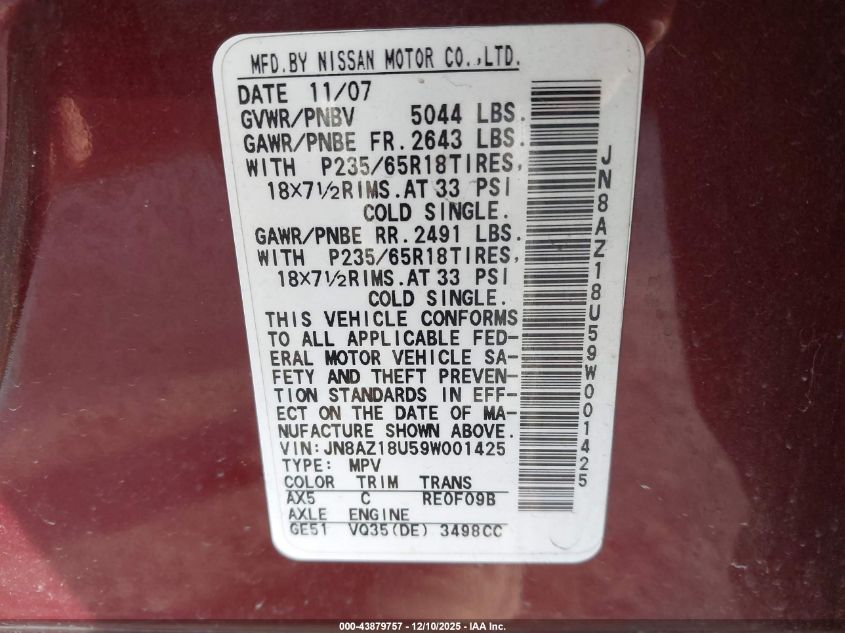 MFD.BY NISSAN MOTOR CO.,LTD.
DATE 11/07
GVWR/PNBV 5044 LBS.
GAWR/PNBE FR.2643 LBS.
WITH P235/65R18TIRES,
18X7½RIMS.AT 33 PSI
COLD SINGLE.
GAWR/PNBE RR.2491 LBS.
WITH P235/65R18TIRES,
18X7½RIMS.AT 33 PSI
COLD SINGLE.
THIS VEHICLE CONFORMS
TO ALL APPLICABLE FED-
ERAL MOTOR VEHICLE SA-
FETY AND THEFT PREVEN-
TION STANDARDS IN EFF-
ECT ON THE DATE OF MA-
NUFACTURE SHOWN ABOVE.
VIN:JN8AZ18U59W001425
TYPE: MPV
COLOR TRIM TRANS
AX5 C RE0F09B
AXLE ENGINE
GE51 VQ35(DE) 3498CC
JN8AZ18U59W001425
000-43879757 • 12/10/2025 • IAA Inc.